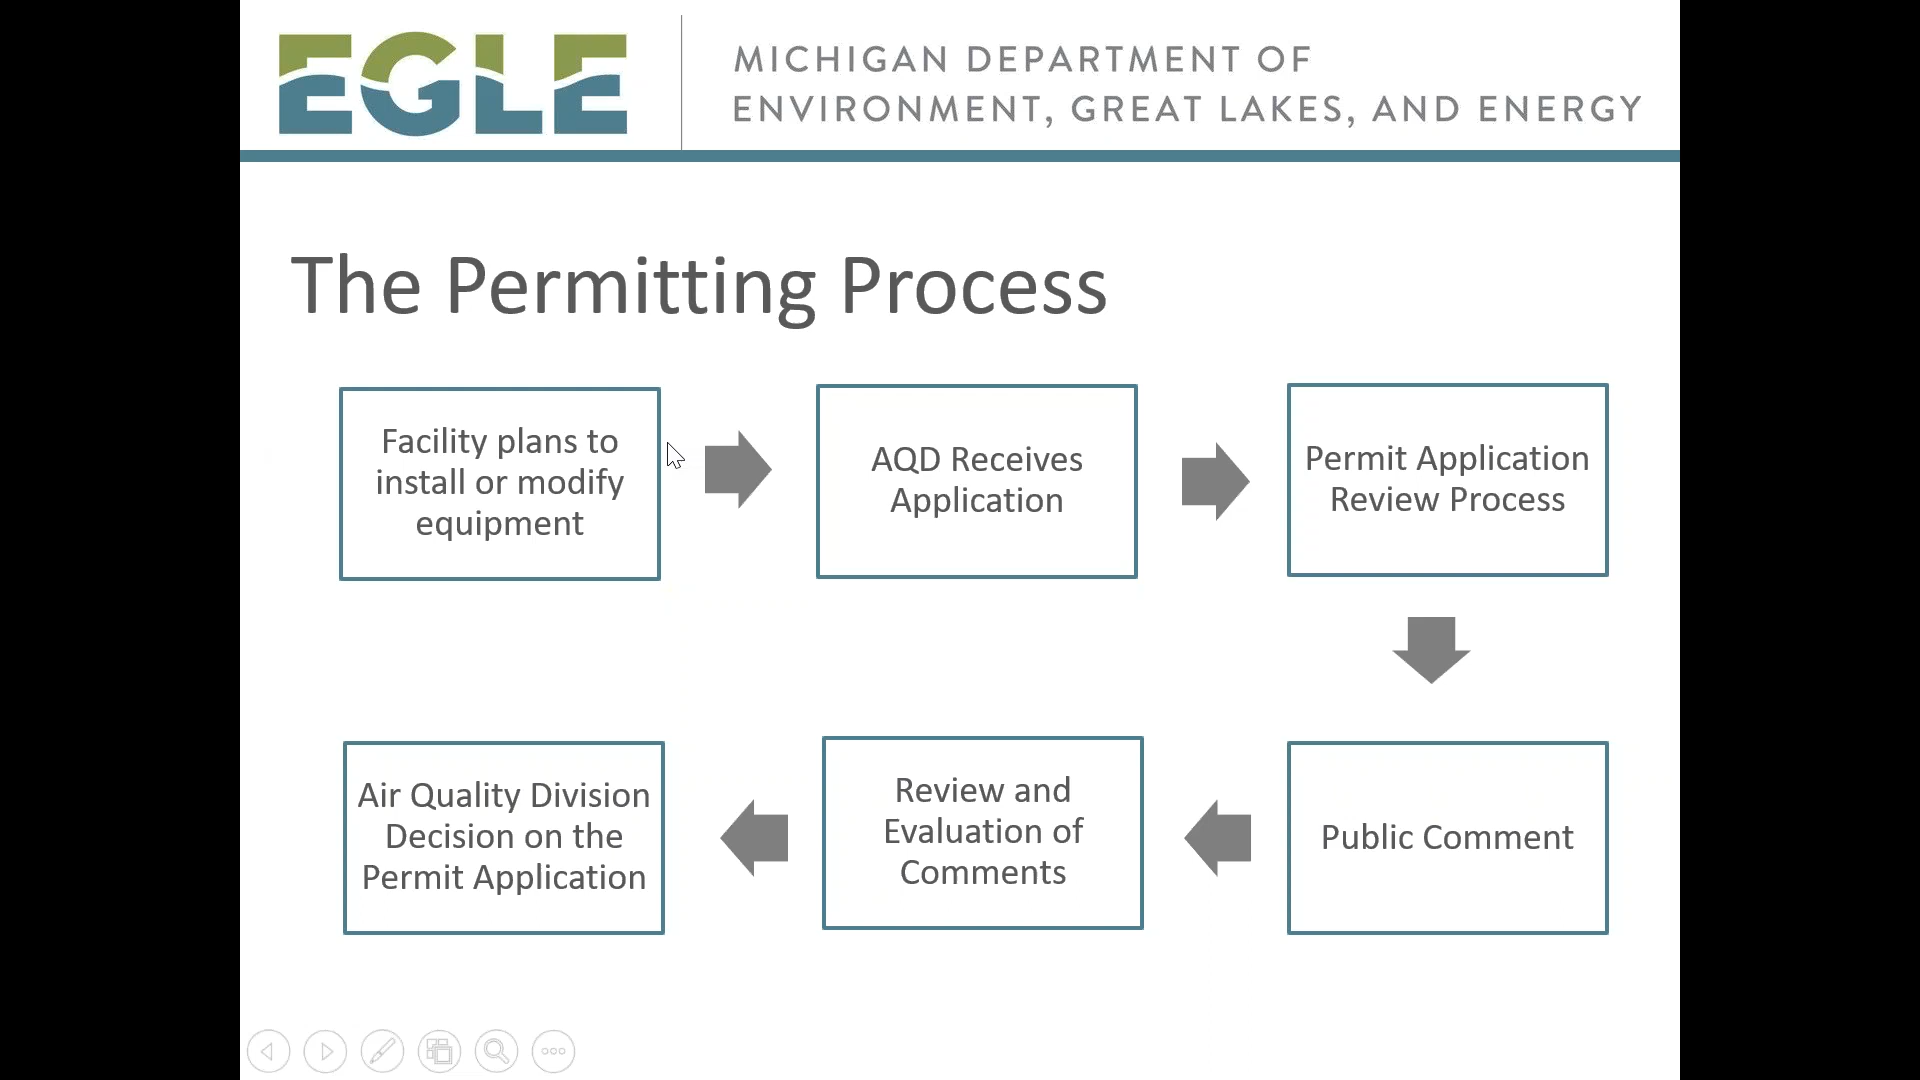 EGLE
MICHIGAN DEPARTMENT OF
ENVIRONMENT, GREAT LAKES, AND ENERGY
The Permitting Process
Facility plans to
install or modify
equipment
AQD Receives
Application
Permit Application
Review Process
Public Comment
Review and
Evaluation of
Comments
Air Quality Division
Decision on the
Permit Application